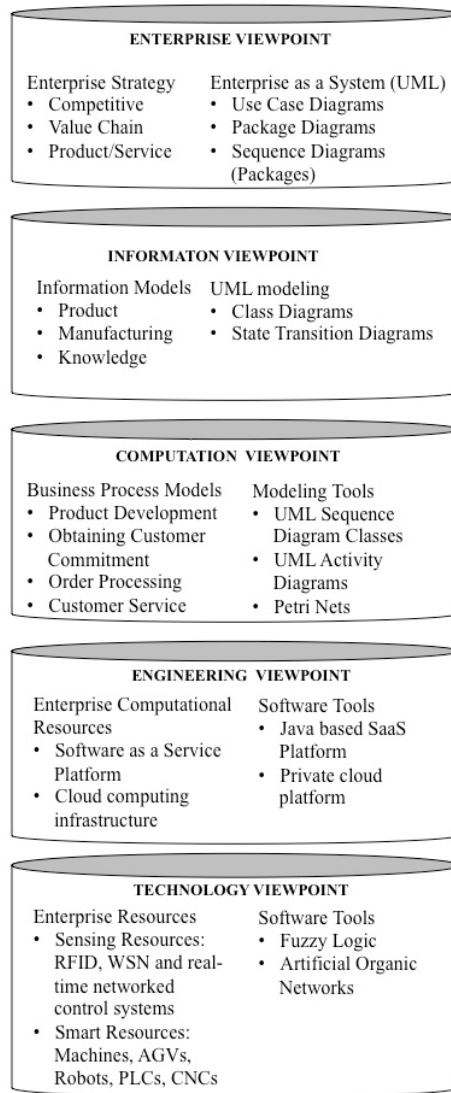 ENTERPRISE VIEWPOINT
Enterprise Strategy
• Competitive
• Value Chain
• Product/Service
Enterprise as a System (UML)
• Use Case Diagrams
• Package Diagrams
• Sequence Diagrams
(Packages)
INFORMATON VIEWPOINT
Information Models
• Product
• Manufacturing
• Knowledge
UML modeling
• Class Diagrams
• State Transition Diagrams
COMPUTATION VIEWPOINT
Business Process Models
• Product Development
• Obtaining Customer
Commitment
• Order Processing
• Customer Service
Modeling Tools
• UML Sequence
Diagram Classes
• UML Activity
Diagrams
• Petri Nets
ENGINEERING VIEWPOINT
Enterprise Computational
Resources
• Software as a Service
Platform
• Cloud computing
infrastructure
Software Tools
• Java based SaaS
Platform
• Private cloud
platform
TECHNOLOGY VIEWPOINT
Enterprise Resources
• Sensing Resources:
RFID, WSN and real-
time networked
control systems
• Smart Resources:
Machines, AGVs,
Robots, PLCs, CNCs
Software Tools
• Fuzzy Logic
• Artificial Organic
Networks